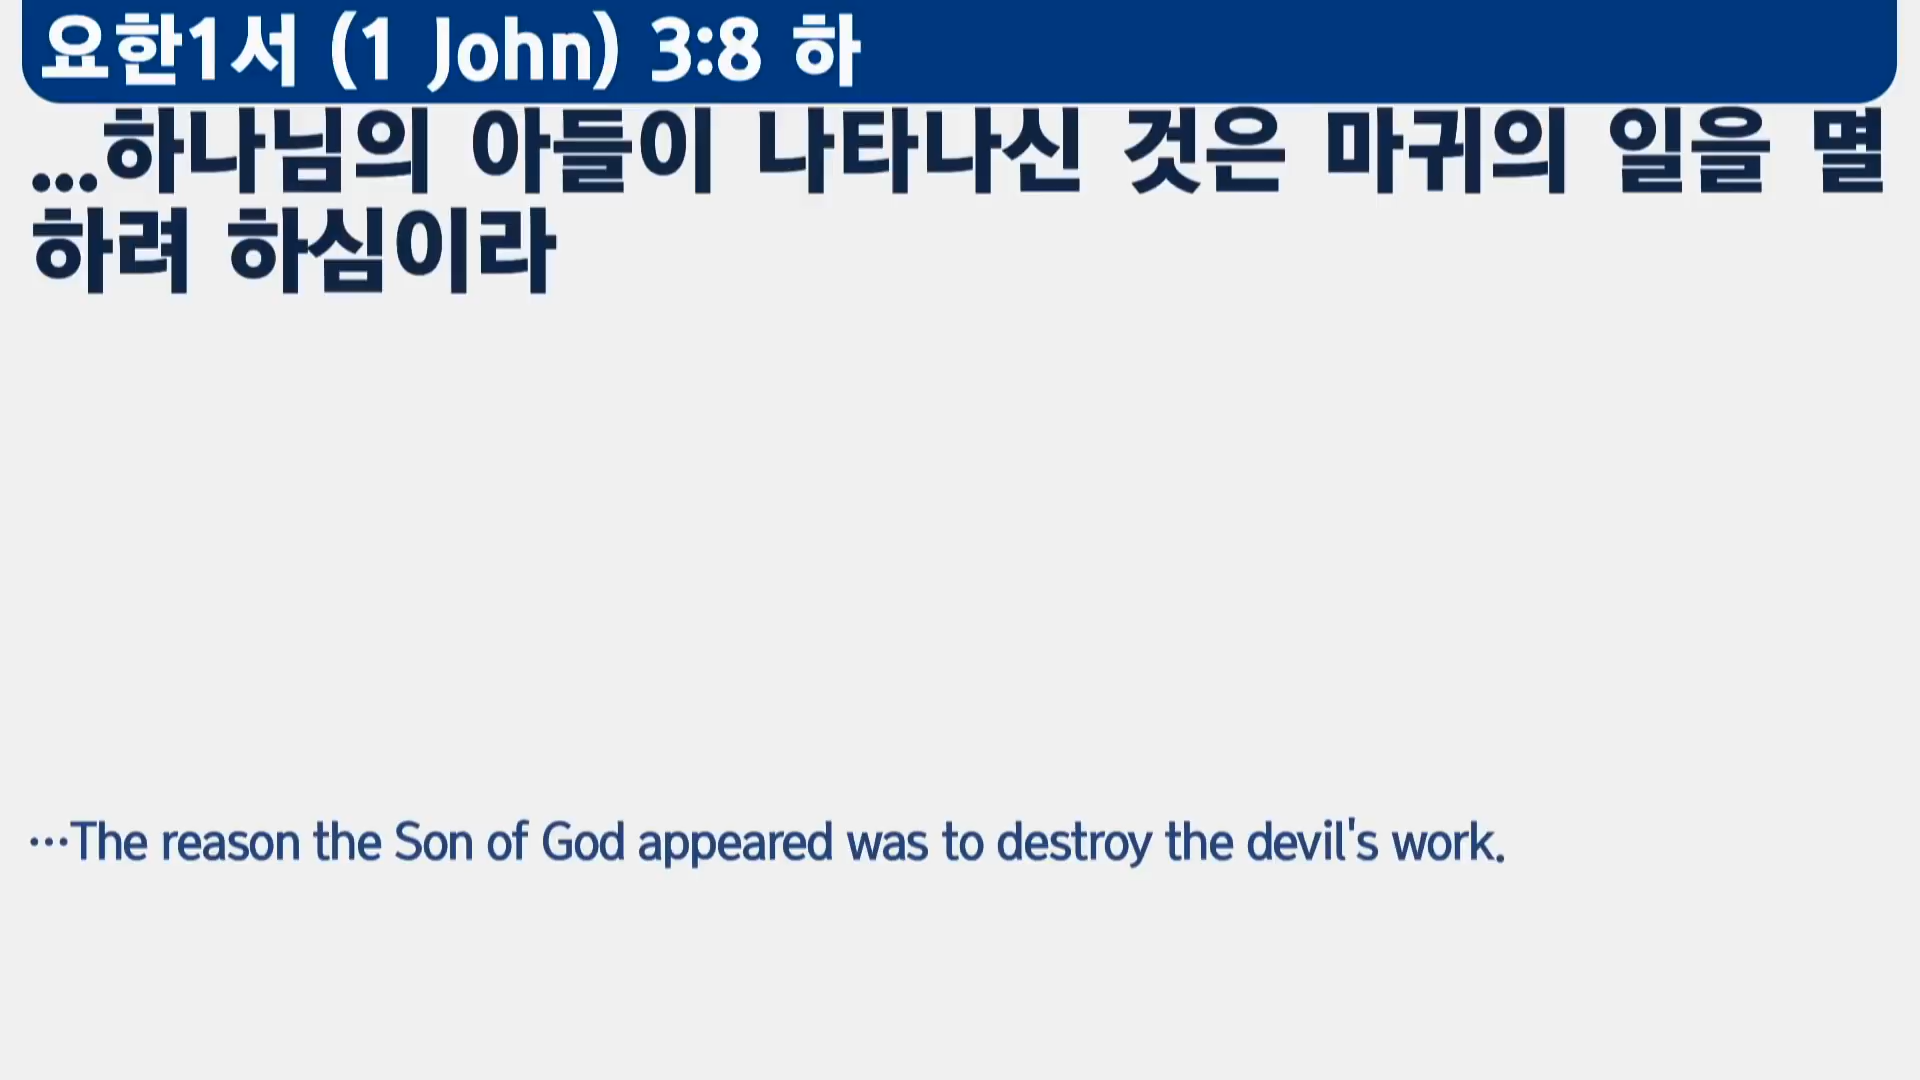 요한1서 (1 John) 3:8 하
...하나님의 아들이 나타나신 것은 마귀의 일을 멸
하려 하심이라
…The reason the Son of God appeared was to destroy the devil's work.